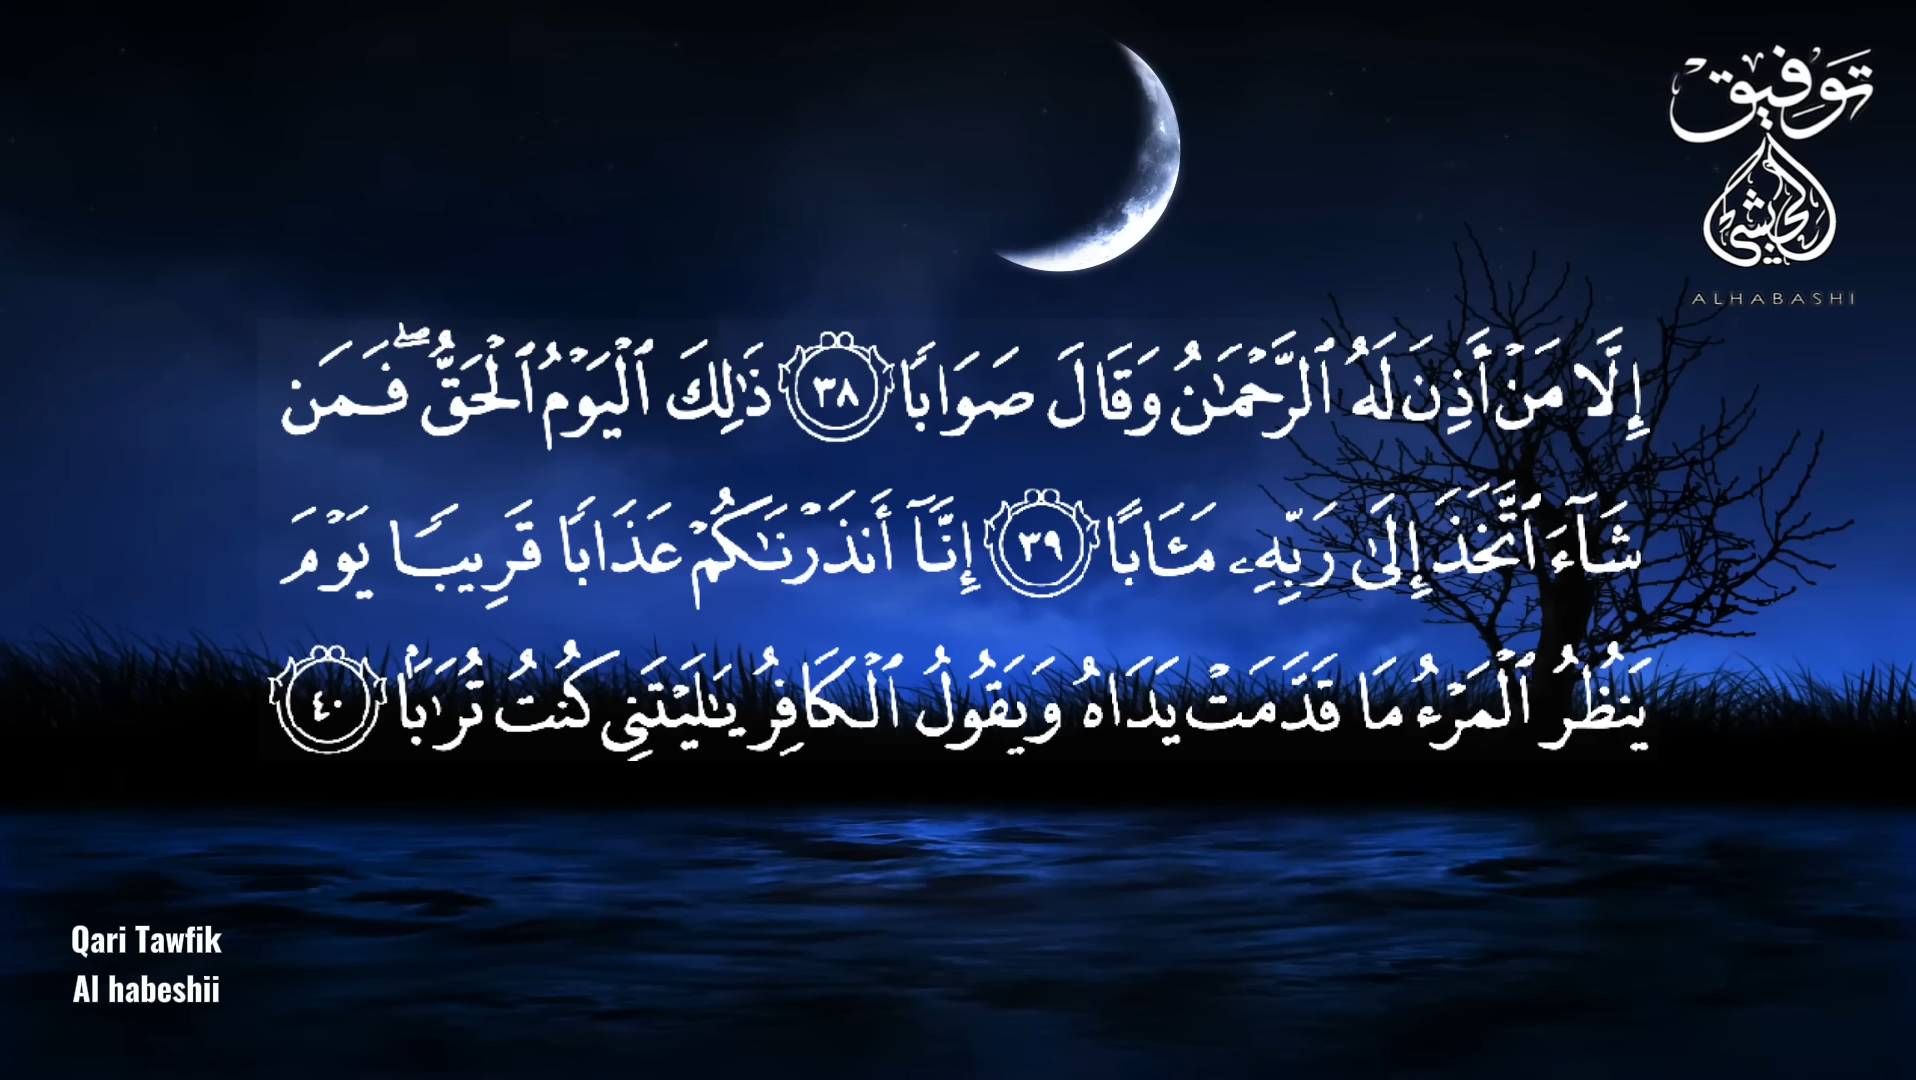 توفيق
الحبشي
ALHABASHI
إِلَّا مَنْ أَذِنَ لَهُ ٱلرَّحْمَٰنُ وَقَالَ صَوَابًا ٣٨ ذَٰلِكَ ٱلْيَوْمُ ٱلْحَقُّ ۖ فَمَن
شَآءَ ٱتَّخَذَ إِلَىٰ رَبِّهِۦ مَـَٔابًا ٣٩ إِنَّآ أَنذَرْنَٰكُمْ عَذَابًا قَرِيبًا يَوْمَ
يَنظُرُ ٱلْمَرْءُ مَا قَدَّمَتْ يَدَاهُ وَيَقُولُ ٱلْكَافِرُ يَٰلَيْتَنِى كُنتُ تُرَٰبَۢا ٤٠
Qari Tawfik
Al habeshii